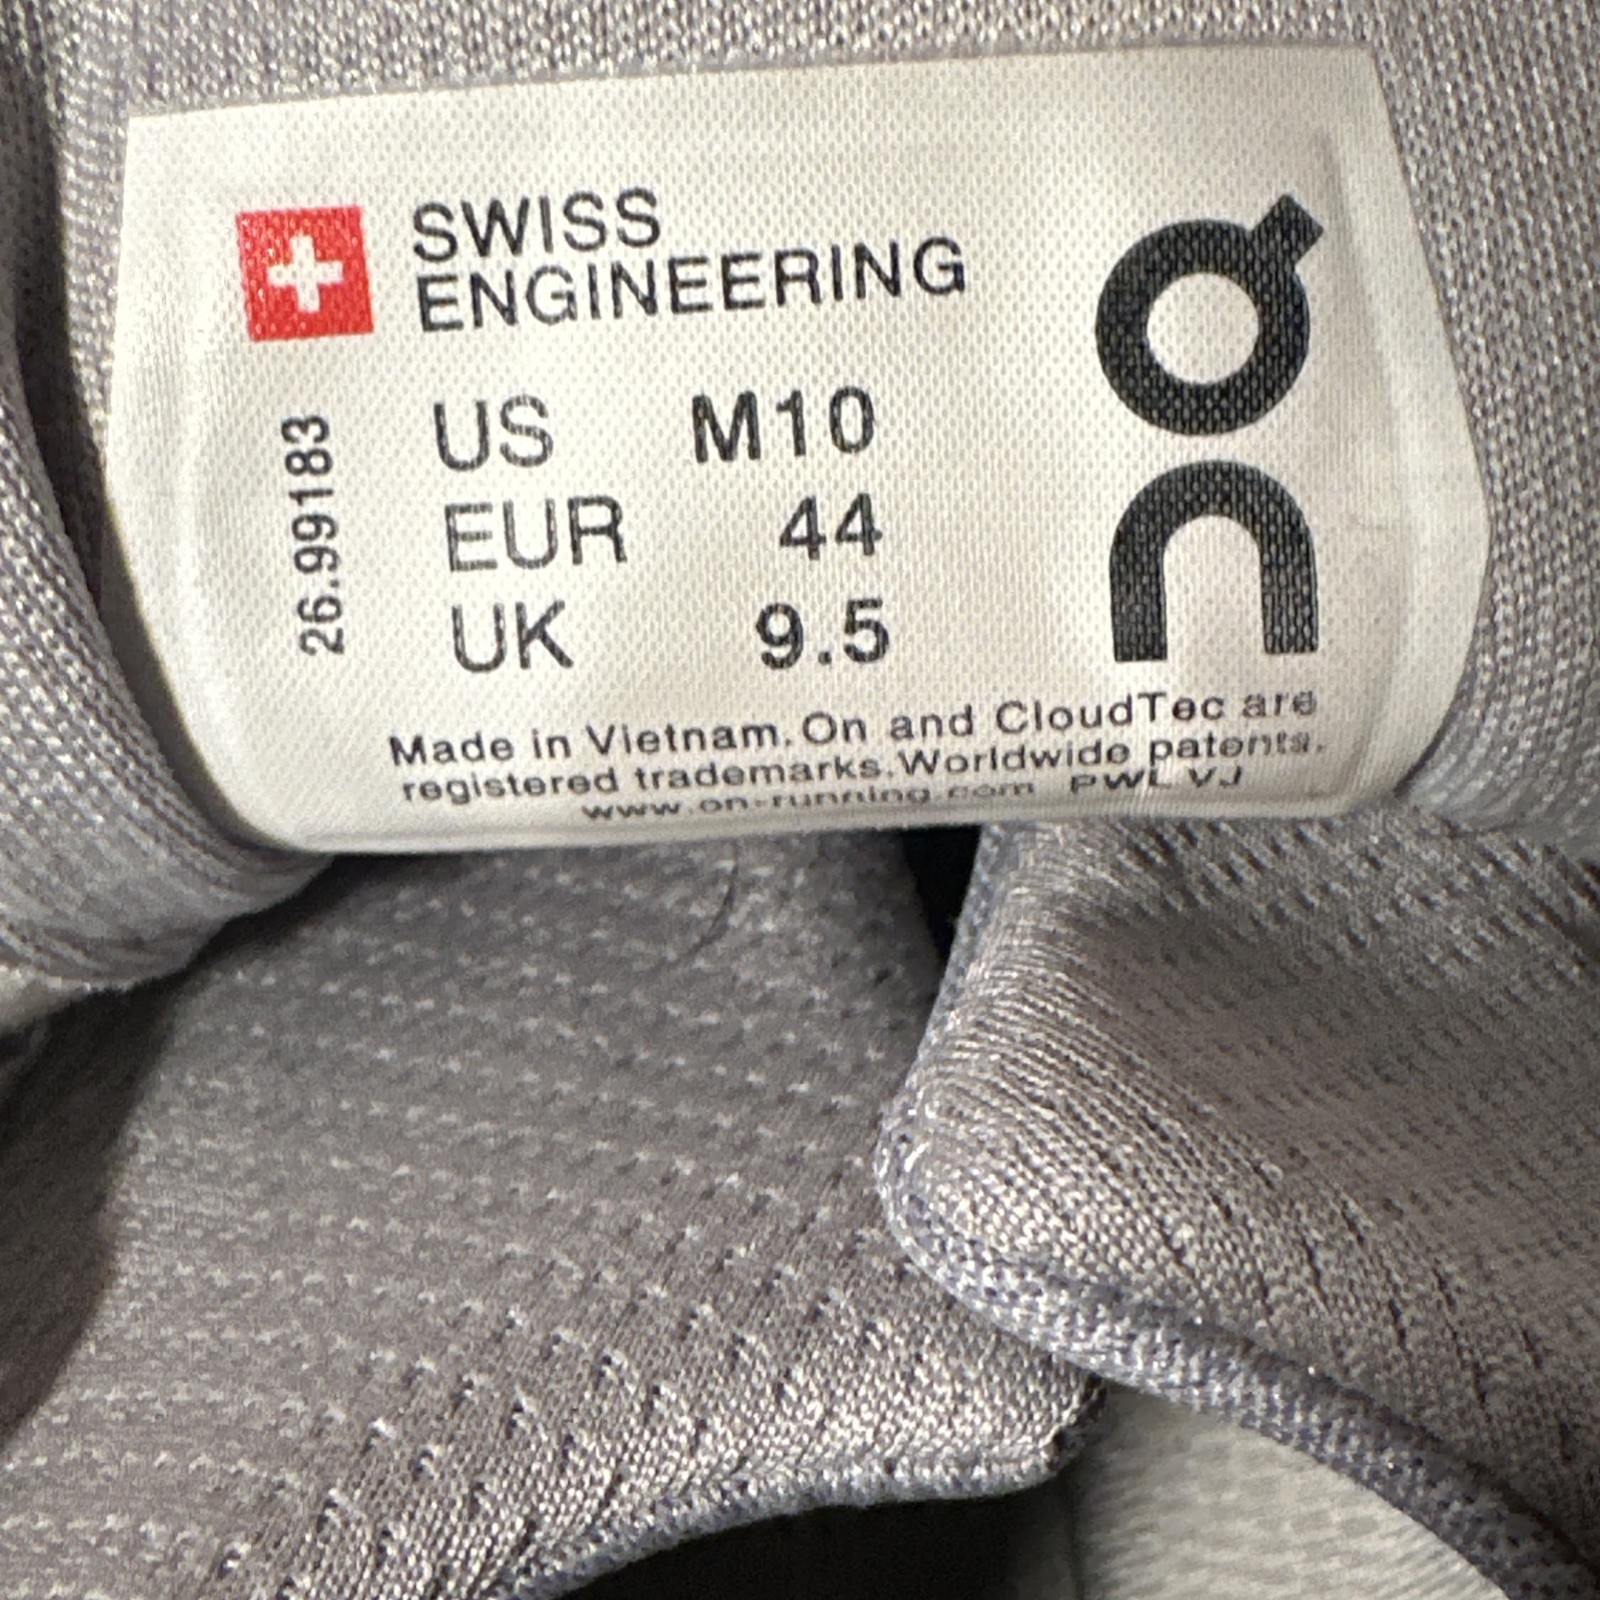 SWISS
ENGINEERING
26.99183
US M10
EUR 44
UK 9.5
On
Made in Vietnam. On and CloudTec are
registered trademarks. Worldwide patents.
www.on-running.com PWL VJ